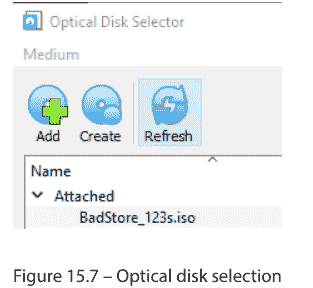 Optical Disk Selector
Medium
Add Create Refresh
Name
Attached
BadStore_123s.iso
Figure 15.7 – Optical disk selection